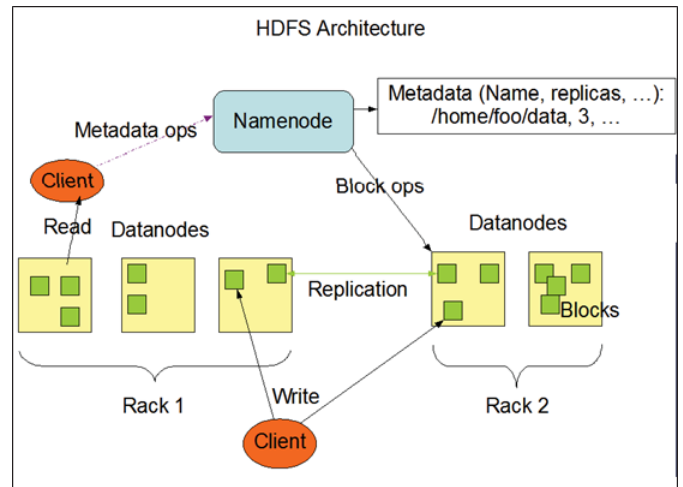 HDFS Architecture
Metadata (Name, replicas, …):
/home/foo/data, 3, …
Namenode
Metadata ops
Client
Block ops
Read
Datanodes
Datanodes
Replication
Blocks
Rack 1
Write
Rack 2
Client